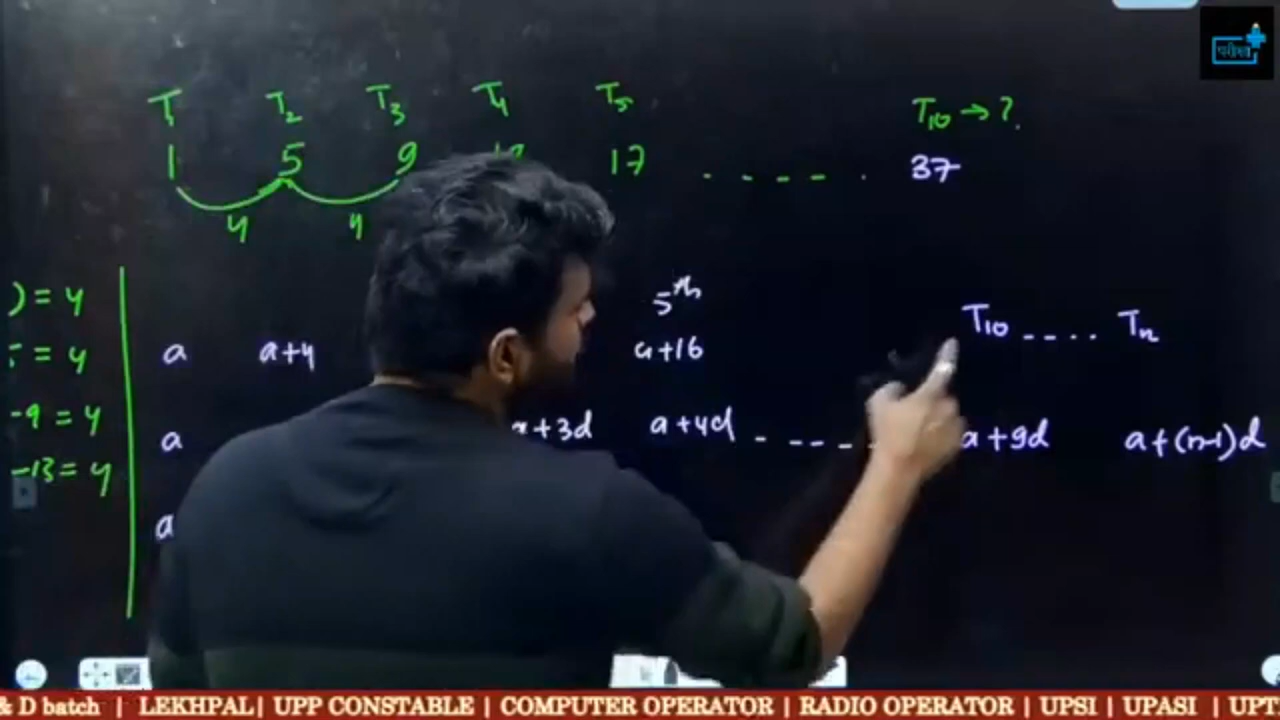 परीक्षा
T₁ T₂ T₃ T₄ T₅ T₁₀ → ?
1 5 9 17 - - - - . 37
4 4
5ᵗʰ
) = 4
T₁₀ - - . . . Tₙ
5 = 4 a a+4 a+16
-9 = 4 a a+3d a+4d - - - - a+9d a+(n-1)d
-13 = 4
a
& D batch | LEKHPAL | UPP CONSTABLE | COMPUTER OPERATOR | RADIO OPERATOR | UPSI | UPASI | UPT